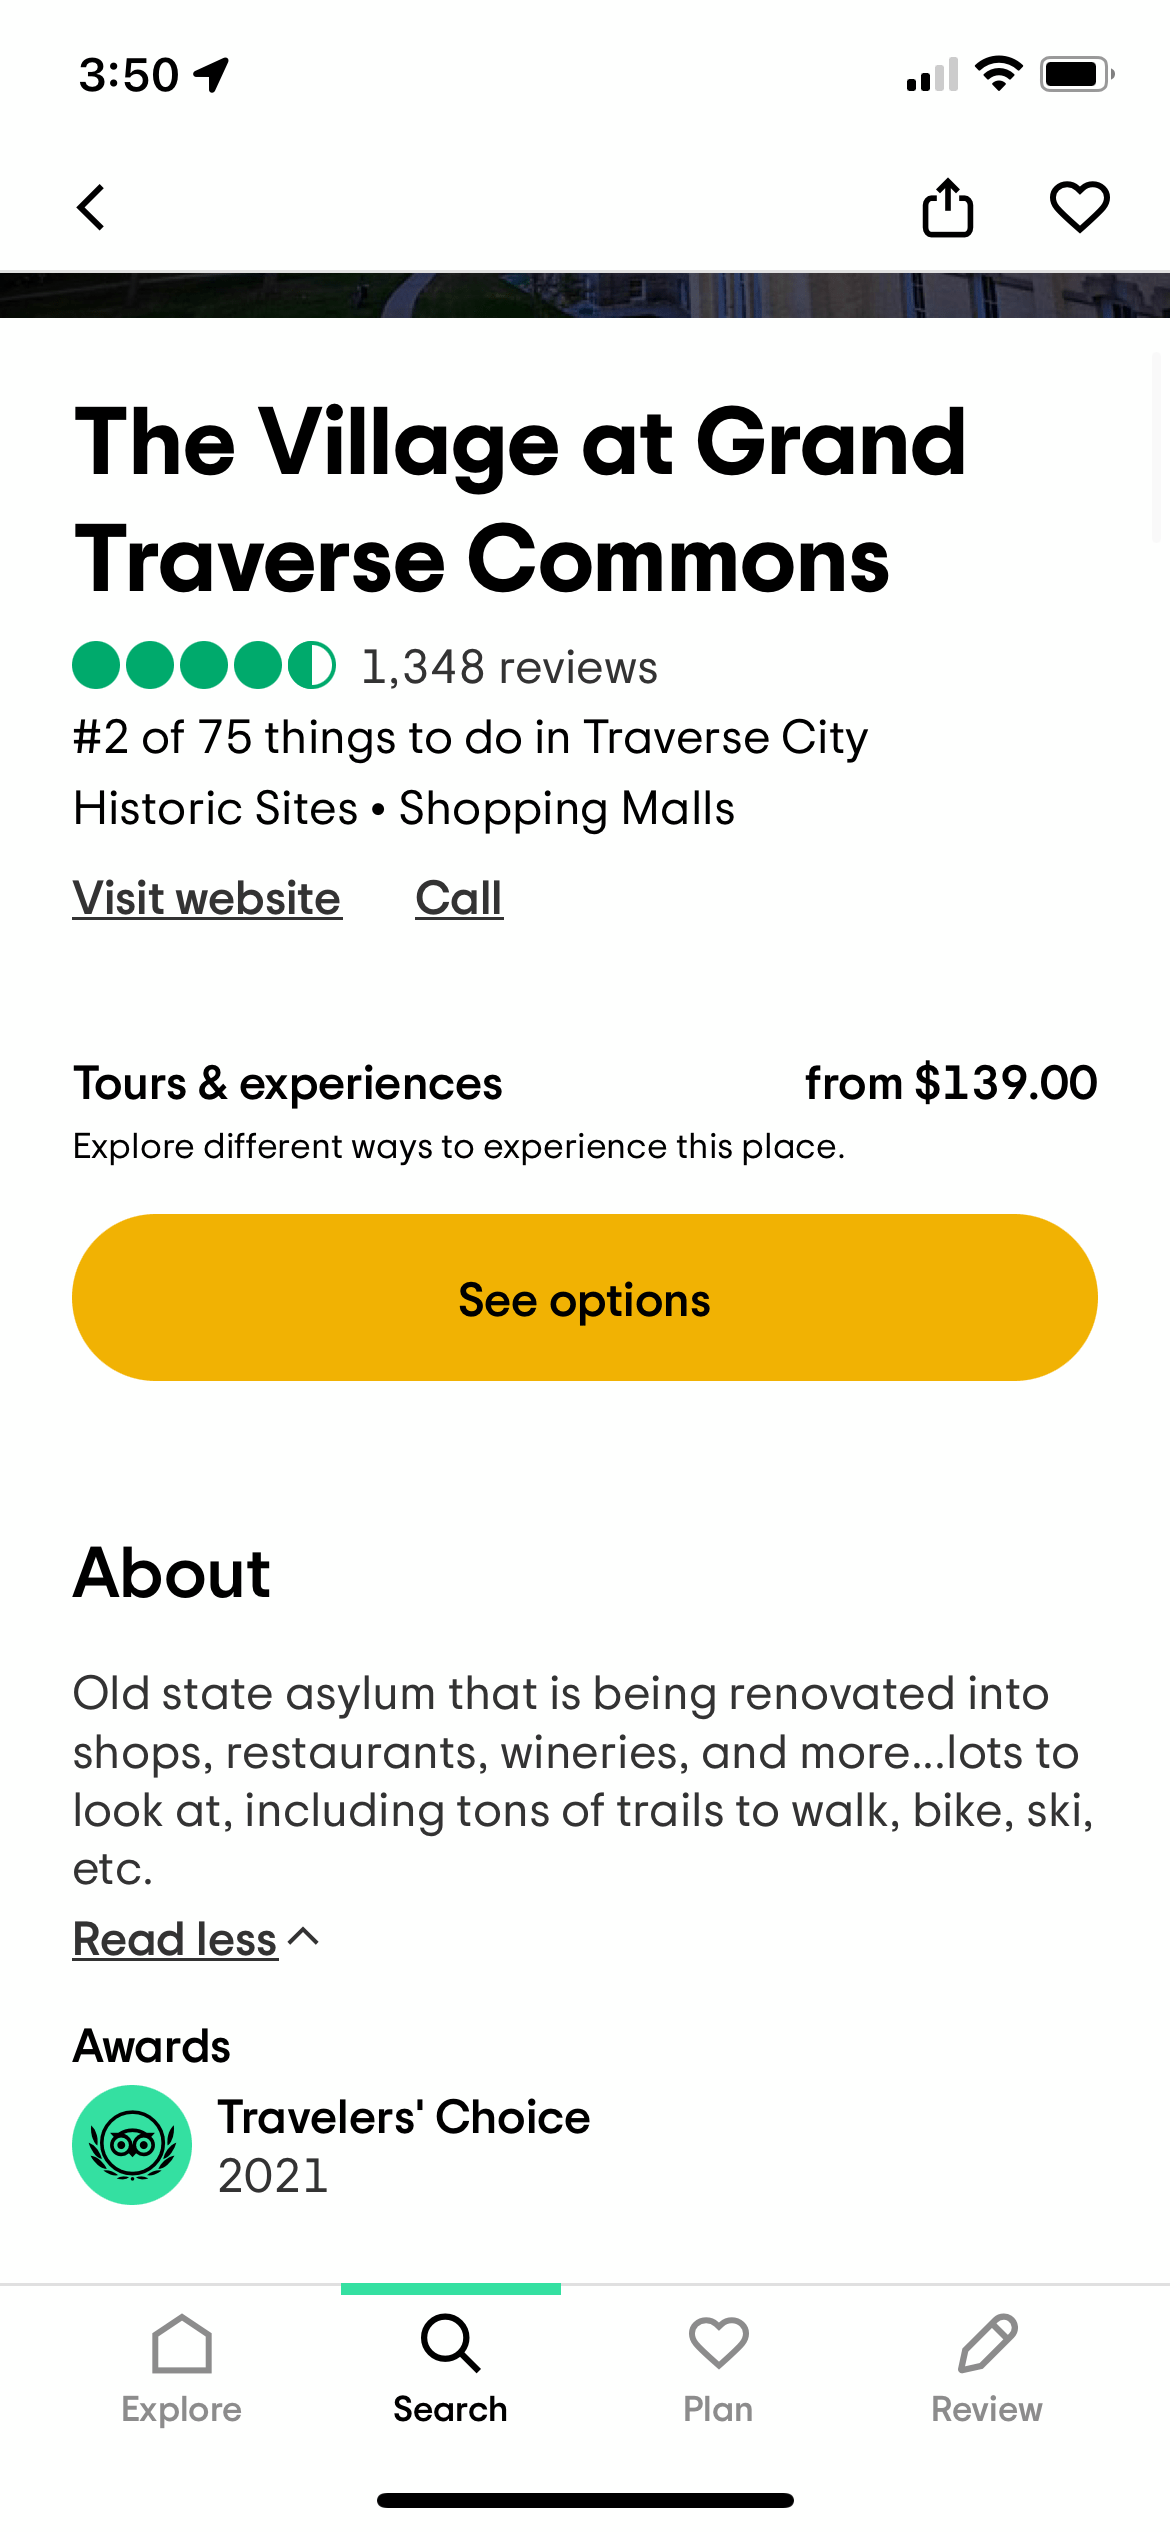 3:50
The Village at Grand
Traverse Commons
1,348 reviews
#2 of 75 things to do in Traverse City
Historic Sites • Shopping Malls
Visit website Call
Tours & experiences from $139.00
Explore different ways to experience this place.
See options
About
Old state asylum that is being renovated into
shops, restaurants, wineries, and more...lots to
look at, including tons of trails to walk, bike, ski,
etc.
Read less
Awards
Travelers' Choice
2021
Explore Search Plan Review